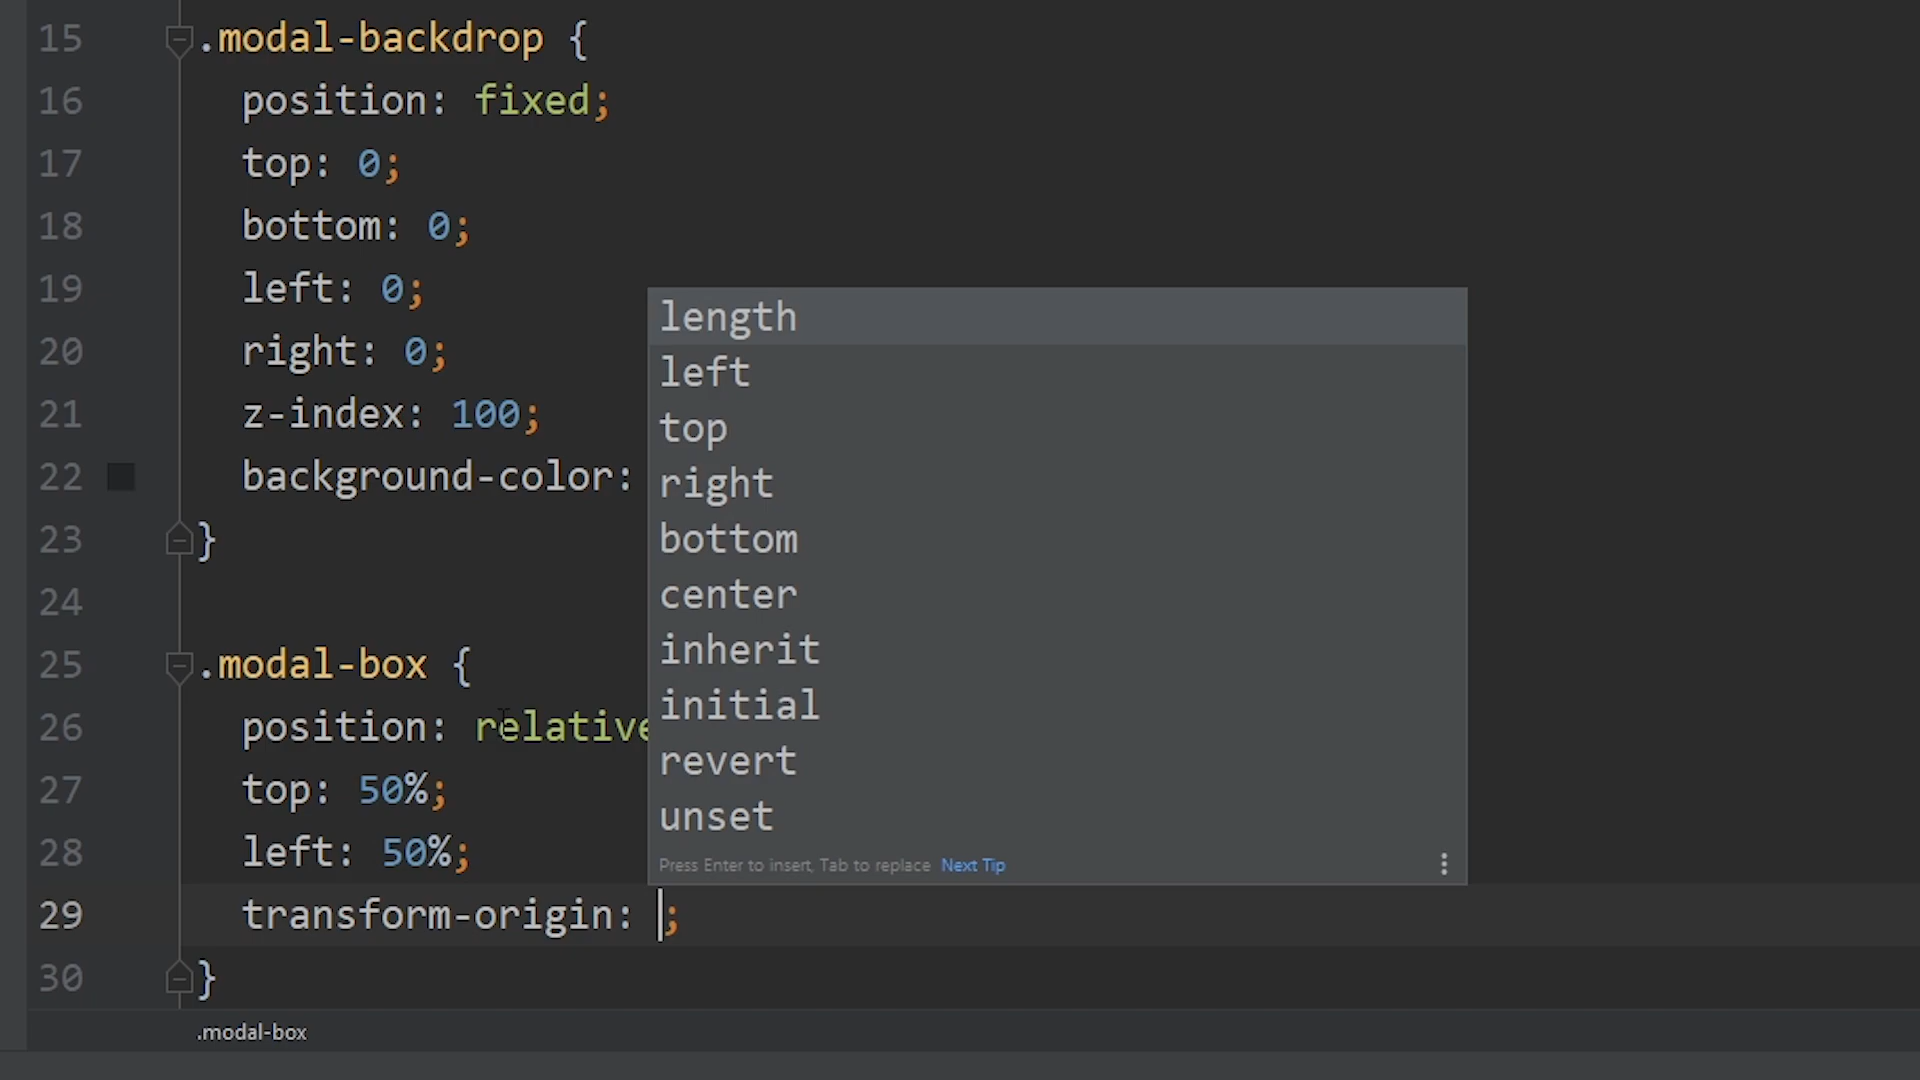 15 .modal-backdrop {
16 position: fixed;
17 top: 0;
18 bottom: 0;
19 left: 0;
20 right: 0;
21 z-index: 100;
22 background-color:
23 }
24
25 .modal-box {
26 position: relative
27 top: 50%;
28 left: 50%;
29 transform-origin: ;
30 }
length
left
top
right
bottom
center
inherit
initial
revert
unset
Press Enter to insert, Tab to replace Next Tip
.modal-box